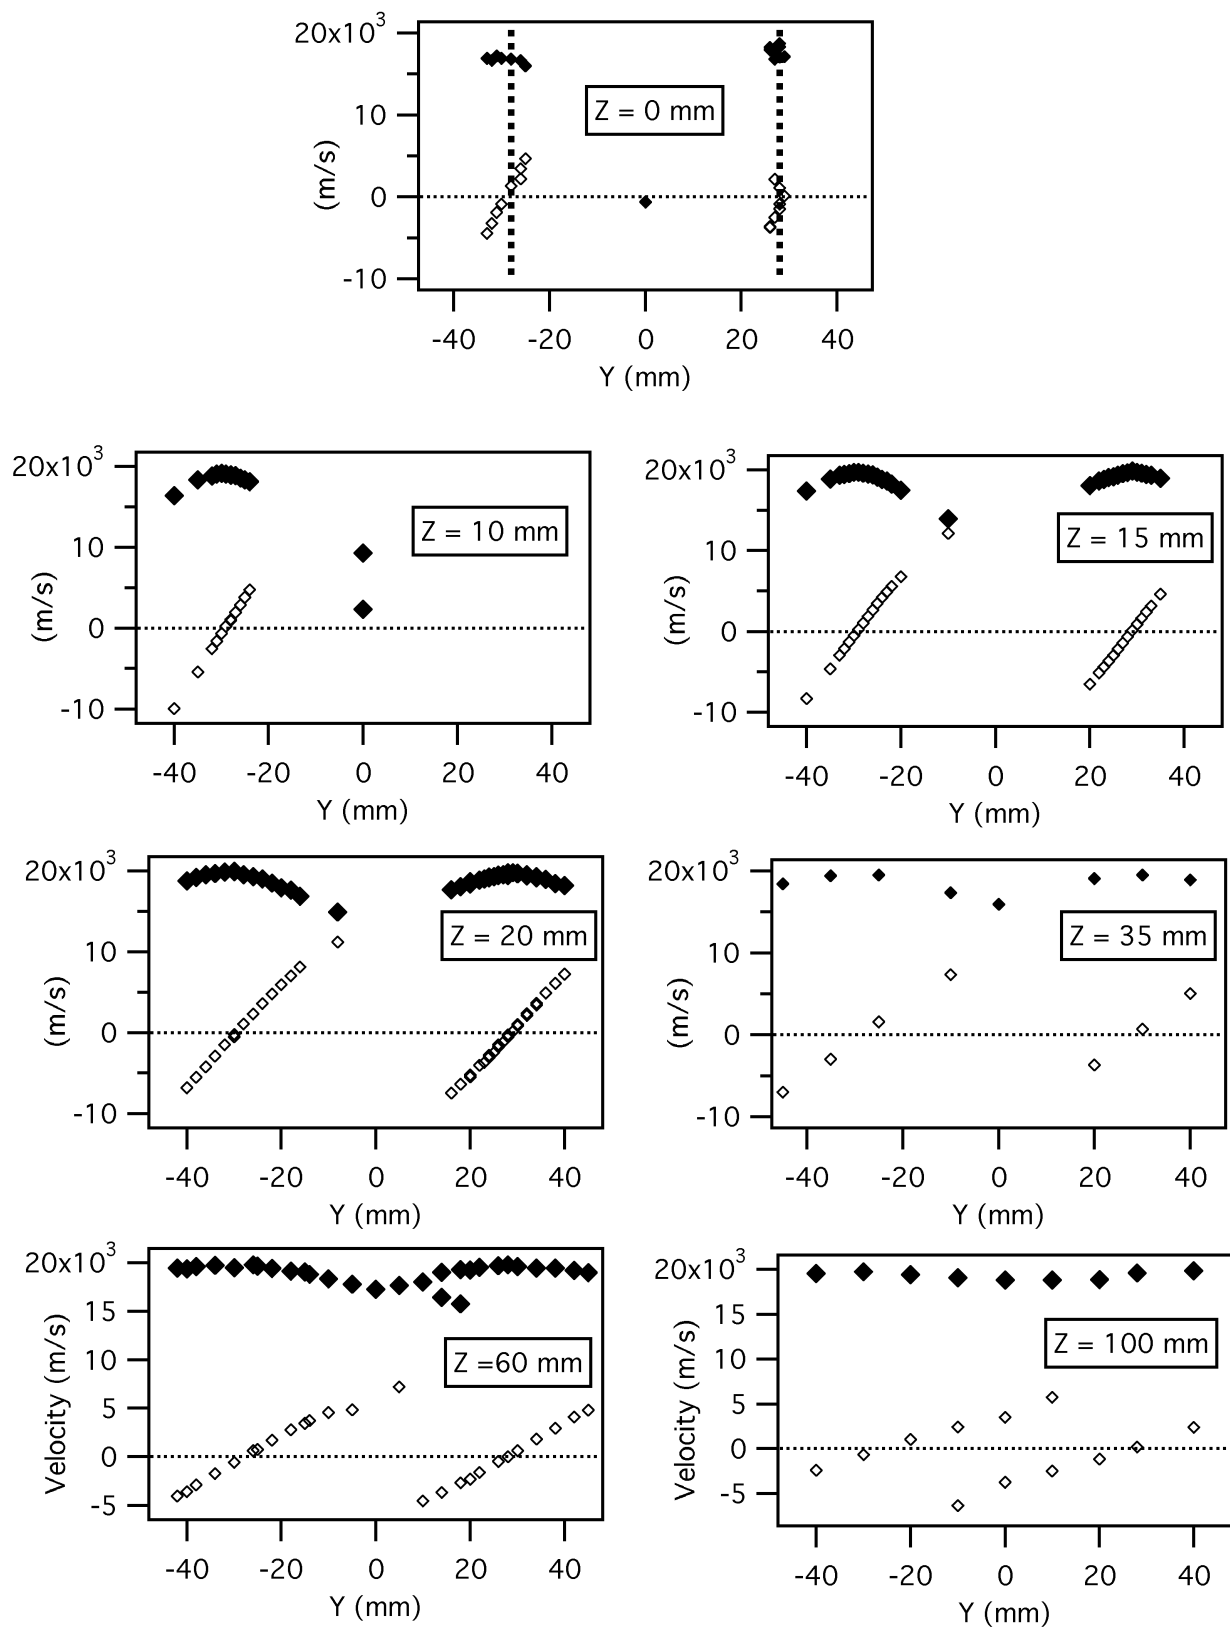 20x10³
Z = 0 mm
10
0
-10
(m/s)
-40 -20 0 20 40
Y (mm)
20x10³
Z = 10 mm
10
0
-10
(m/s)
-40 -20 0 20 40
Y (mm)
20x10³
Z = 15 mm
10
0
-10
(m/s)
-40 -20 0 20 40
Y (mm)
20x10³
Z = 20 mm
10
0
-10
(m/s)
-40 -20 0 20 40
Y (mm)
20x10³
Z = 35 mm
10
0
-10
(m/s)
-40 -20 0 20 40
Y (mm)
20x10³
15
Z =60 mm
10
5
0
-5
Velocity (m/s)
-40 -20 0 20 40
Y (mm)
20x10³
15
Z = 100 mm
10
5
0
-5
Velocity (m/s)
-40 -20 0 20 40
Y (mm)